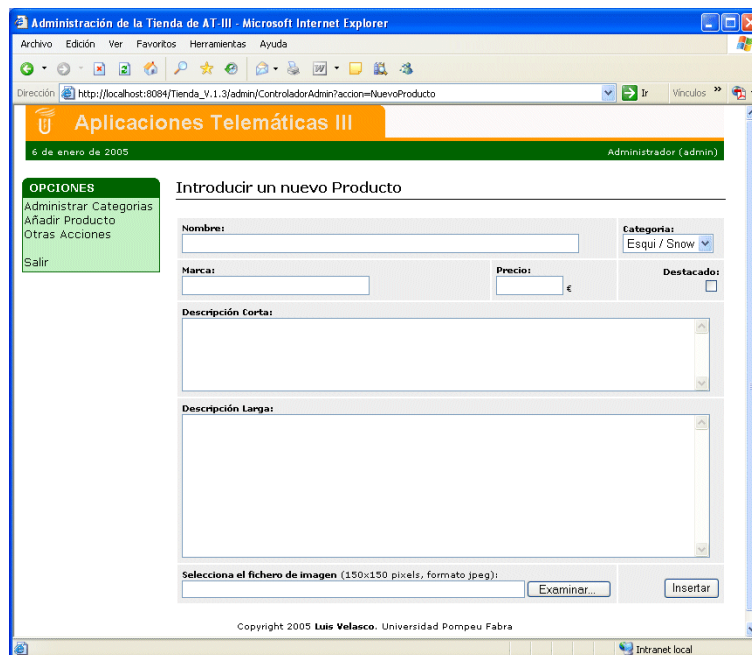 Administración de la Tienda de AT-III - Microsoft Internet Explorer
Archivo Edición Ver Favoritos Herramientas Ayuda
Dirección http://localhost:8084/Tienda_V.1.3/admin/ControladorAdmin?accion=NuevoProducto Ir Vínculos »
Aplicaciones Telemáticas III
6 de enero de 2005 Administrador (admin)
OPCIONES
Administrar Categorias
Añadir Producto
Otras Acciones
Salir
Introducir un nuevo Producto
Nombre: Categoria:
Esqui / Snow
Marca: Precio: Destacado:
€
Descripción Corta:
Descripción Larga:
Selecciona el fichero de imagen (150x150 pixels, formato jpeg):
Examinar... Insertar
Copyright 2005 Luis Velasco. Universidad Pompeu Fabra
Intranet local